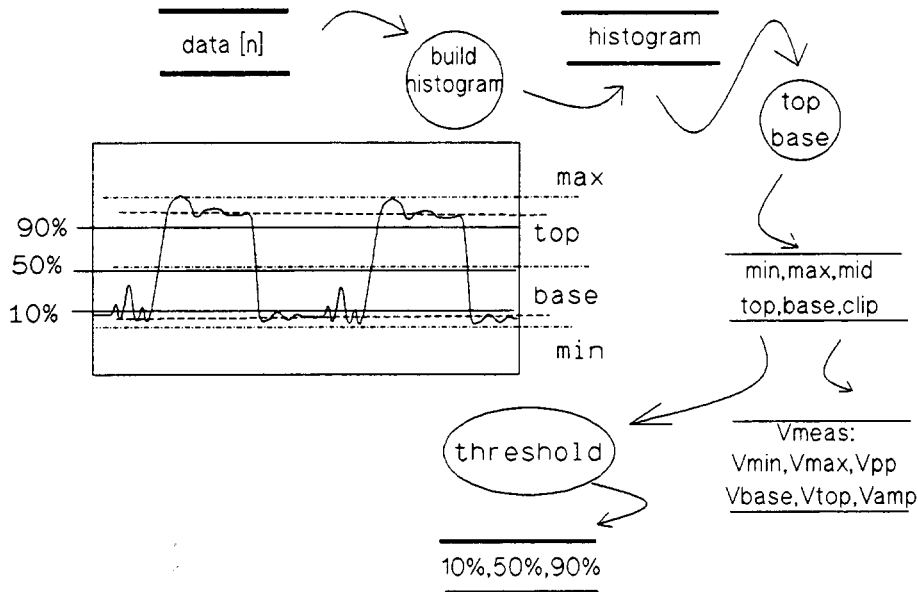 data [n]
build
histogram
histogram
top
base
max
90%
top
50%
base
10%
min
min,max,mid
top,base,clip
threshold
Vmeas:
Vmin,Vmax,Vpp
Vbase,Vtop,Vamp
10%,50%,90%